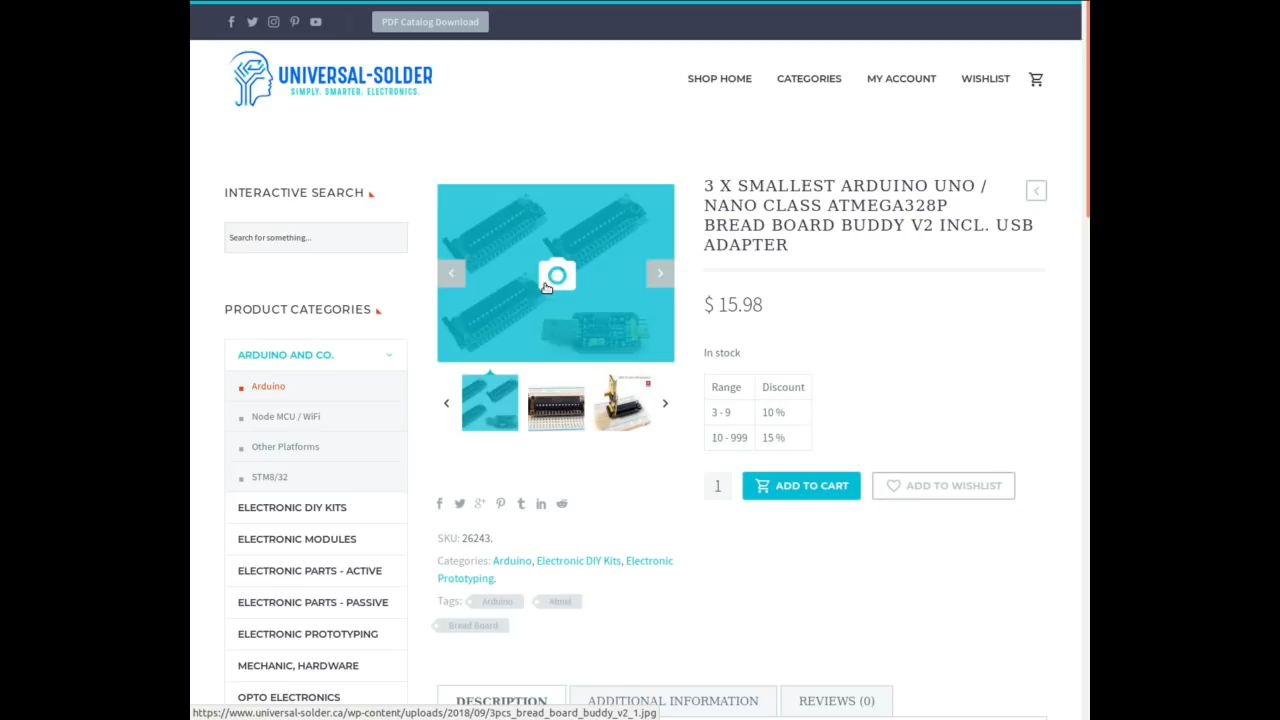 PDF Catalog Download
UNIVERSAL-SOLDER
SIMPLY. SMARTER. ELECTRONICS.
SHOP HOME
CATEGORIES
MY ACCOUNT
WISHLIST
INTERACTIVE SEARCH
Search for something...
PRODUCT CATEGORIES
ARDUINO AND CO.
Arduino
Node MCU / WiFi
Other Platforms
STM8/32
ELECTRONIC DIY KITS
ELECTRONIC MODULES
ELECTRONIC PARTS - ACTIVE
ELECTRONIC PARTS - PASSIVE
ELECTRONIC PROTOTYPING
MECHANIC, HARDWARE
OPTO ELECTRONICS
SKU: 26243.
Categories: Arduino, Electronic DIY Kits, Electronic
Prototyping.
Tags: Arduino Atmel
Bread Board
3 X SMALLEST ARDUINO UNO /
NANO CLASS ATMEGA328P
BREAD BOARD BUDDY V2 INCL. USB
ADAPTER
$ 15.98
In stock
Range Discount
3 - 9 10 %
10 - 999 15 %
1
ADD TO CART
ADD TO WISHLIST
DESCRIPTION
ADDITIONAL INFORMATION
REVIEWS (0)
https://www.universal-solder.ca/wp-content/uploads/2018/09/3pcs_bread_board_buddy_v2_1.jpg